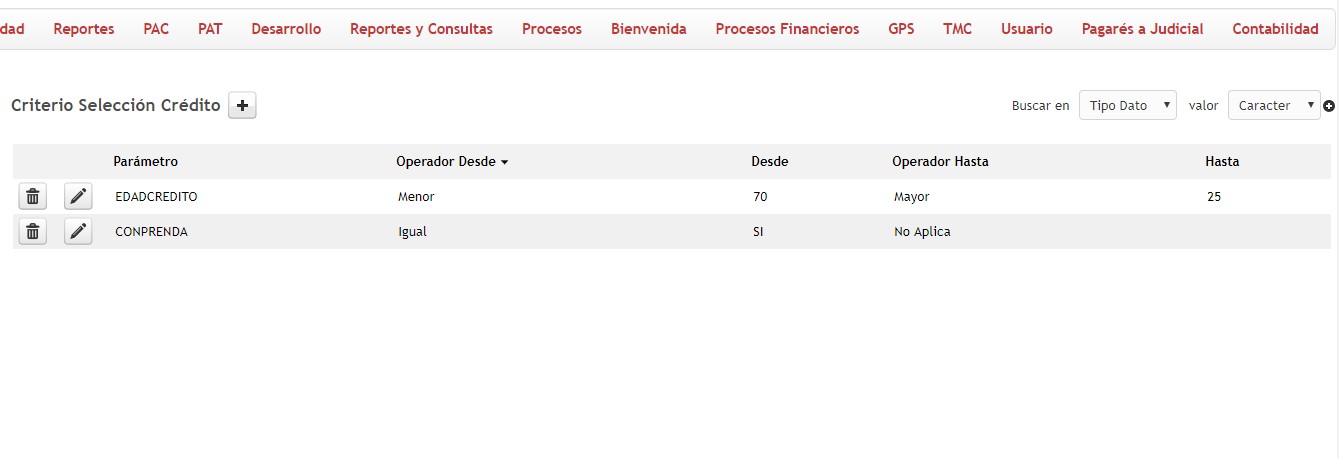 dad Reportes PAC PAT Desarrollo Reportes y Consultas Procesos Bienvenida Procesos Financieros GPS TMC Usuario Pagarés a Judicial Contabilidad
Criterio Selección Crédito Buscar en Tipo Dato valor Caracter
Parámetro Operador Desde Desde Operador Hasta Hasta
EDADCREDITO Menor 70 Mayor 25
CONPRENDA Igual SI No Aplica